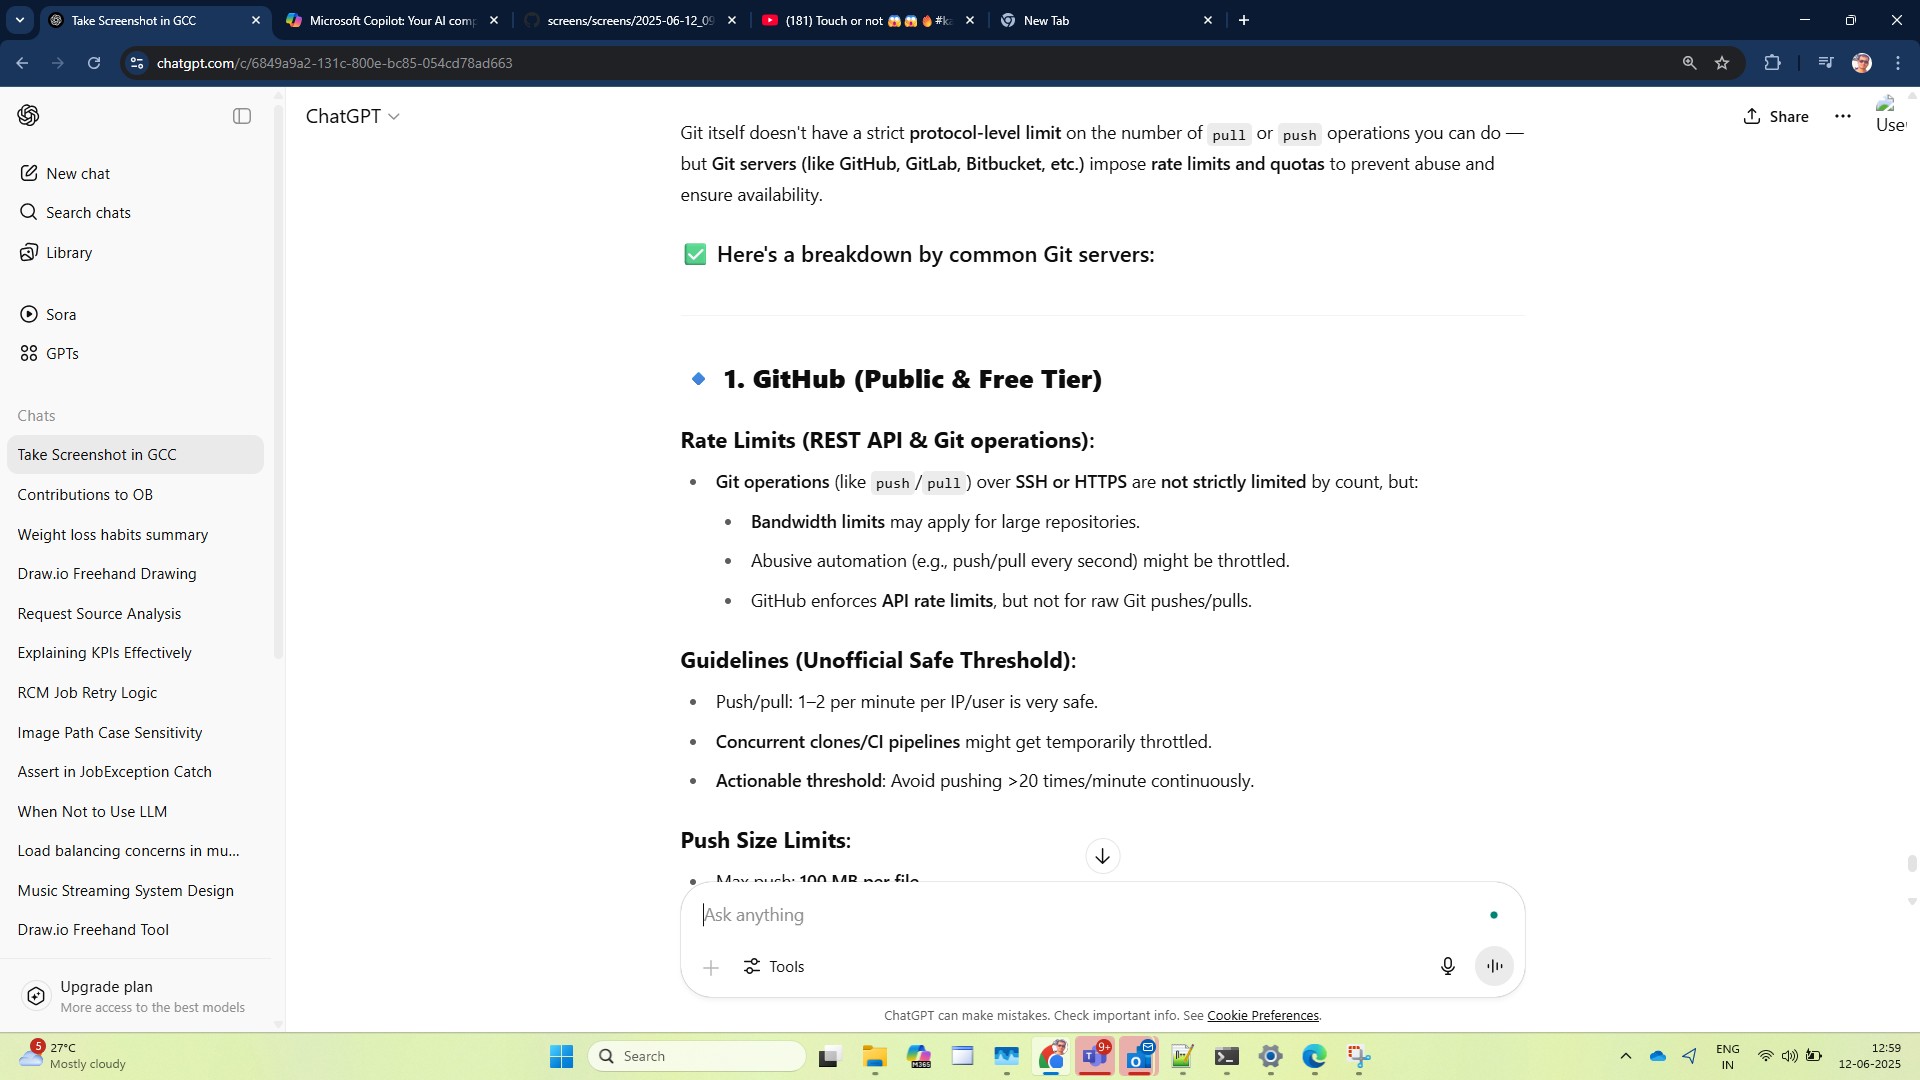 Take Screenshot in GCC
Microsoft Copilot: Your AI comp
screens/screens/2025-06-12_09
(181) Touch or not 😱😱🔥#k
New Tab
chatgpt.com/c/6849a9a2-131c-800e-bc85-054cd78ad663
ChatGPT
Share
Use
New chat
Search chats
Library
Sora
GPTs
Chats
Take Screenshot in GCC
Contributions to OB
Weight loss habits summary
Draw.io Freehand Drawing
Request Source Analysis
Explaining KPIs Effectively
RCM Job Retry Logic
Image Path Case Sensitivity
Assert in JobException Catch
When Not to Use LLM
Load balancing concerns in mu...
Music Streaming System Design
Draw.io Freehand Tool
Upgrade plan
More access to the best models
Git itself doesn't have a strict protocol-level limit on the number of pull or push operations you can do —
but Git servers (like GitHub, GitLab, Bitbucket, etc.) impose rate limits and quotas to prevent abuse and
ensure availability.
✅ Here's a breakdown by common Git servers:
🔹 1. GitHub (Public & Free Tier)
Rate Limits (REST API & Git operations):
• Git operations (like push/pull) over SSH or HTTPS are not strictly limited by count, but:
• Bandwidth limits may apply for large repositories.
• Abusive automation (e.g., push/pull every second) might be throttled.
• GitHub enforces API rate limits, but not for raw Git pushes/pulls.
Guidelines (Unofficial Safe Threshold):
• Push/pull: 1–2 per minute per IP/user is very safe.
• Concurrent clones/CI pipelines might get temporarily throttled.
• Actionable threshold: Avoid pushing >20 times/minute continuously.
Push Size Limits:
• Max push: 100 MB per file
Ask anything
Tools
ChatGPT can make mistakes. Check important info. See Cookie Preferences.
5
27°C
Mostly cloudy
Search
M365
9+
ENG
IN
12:59
12-06-2025